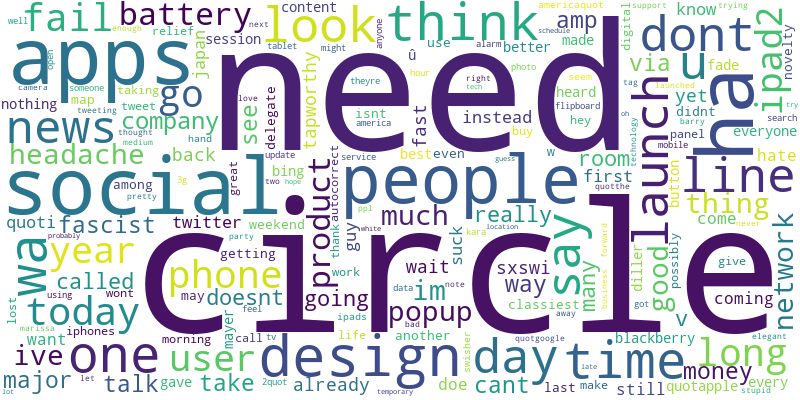 fail
battery
look
think
content
session
relief
japan
open
well
apps
need
dont
americaquot
support
trying
next
enough
tablet
might
anyone
alarm
schedule
digital
know
amp
made
use
better
theyre
hour
photo
seem
launched
tag
via
u
ha
ipad2
novelty
fade
yet
didnt
heard
hey
isnt
instead
fast
tapworthy
delegate
see
go
company
tweet
hand
map
taking
camera
someone
tweeting
nothing
news
thought
medium
headache
back
bing
among
3g
pretty
social
people
love
america
right
tech
flipboard
buy
oh
technology
barry
mobile
panel
everyone
search
try
hate
button
launch
line
room
first
w
even
best
guess
service
autocorrect
update
two
hope
great
product
circle
quoti
fascist
twitter
weekend
wa
year
called
getting
party
probably
thank
guy
much
really
suck
wait
sxswi
way
say
many
thing
come
never
quotthe
good
diller
possibly
give
network
elegant
coming
blackberry
v
forward
business
got
classiest
location
kara
white
ppl
work
im
going
phone
doesnt
today
lost
using
wont
may
feel
mayer
marissa
want
iphones
morning
call
tv
ipads
data
bad
note
popup
another
life
away
quotgoogle
swisher
ive
one
user
design
day
time
long
money
major
talk
let
gave
take
2quot
already
temporary
cant
doe
last
late
make
still
quotapple
every
stupid
lot
û